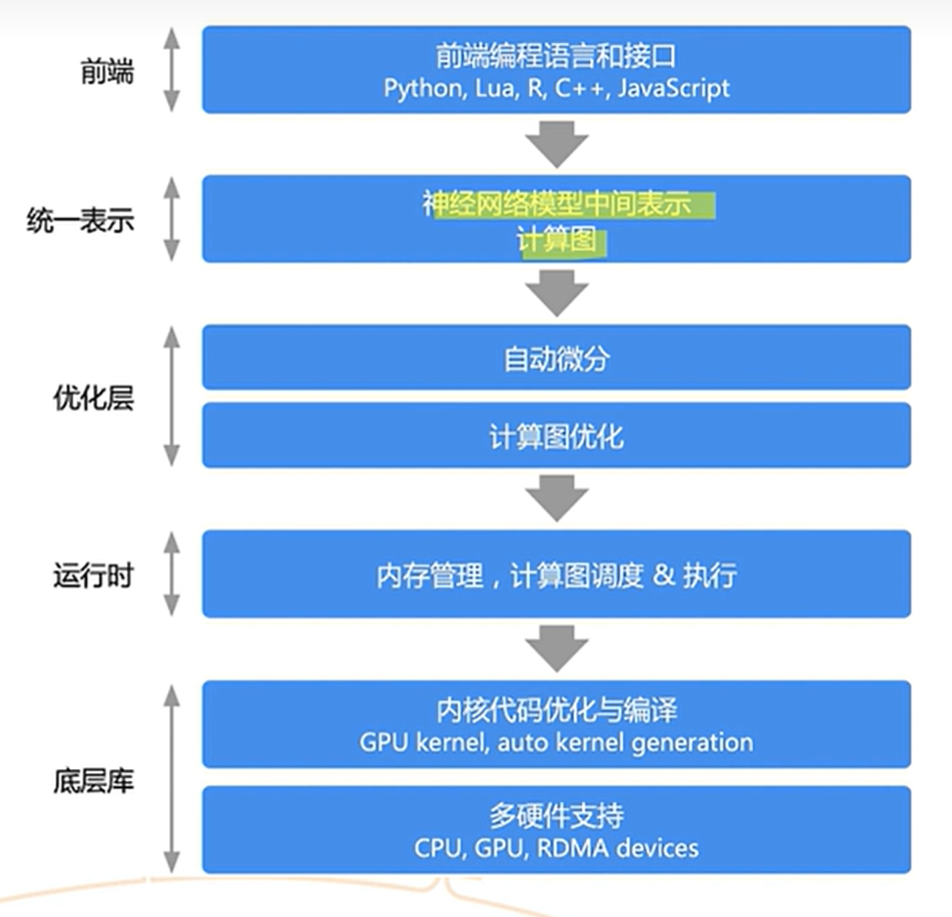 前端
前端编程语言和接口
Python, Lua, R, C++, JavaScript
统一表示
神经网络模型中间表示
计算图
优化层
自动微分
计算图优化
运行时
内存管理，计算图调度 & 执行
底层库
内核代码优化与编译
GPU kernel, auto kernel generation
多硬件支持
CPU, GPU, RDMA devices